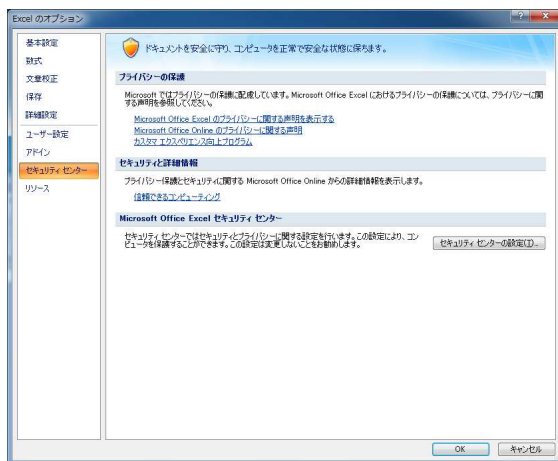 Excel のオプション
基本設定
数式
文章校正
保存
詳細設定
ユーザー設定
アドイン
セキュリティ センター
リソース
ドキュメントを安全に守り、コンピュータを正常で安全な状態に保ちます。
プライバシーの保護
Microsoft ではプライバシーの保護に配慮しています。Microsoft Office Excel におけるプライバシーの保護については、プライバシーに関
する声明を参照してください。
Microsoft Office Excel のプライバシーに関する声明を表示する
Microsoft Office Online のプライバシーに関する声明
カスタマ エクスペリエンス向上プログラム
セキュリティと詳細情報
プライバシー保護とセキュリティに関する Microsoft Office Online からの詳細情報を表示します。
信頼できるコンピューティング
Microsoft Office Excel セキュリティ センター
セキュリティ センターではセキュリティとプライバシーに関する設定を行います。この設定により、コン
ピュータを保護することができます。この設定は変更しないことをお勧めします。
セキュリティ センターの設定(T)...
OK
キャンセル